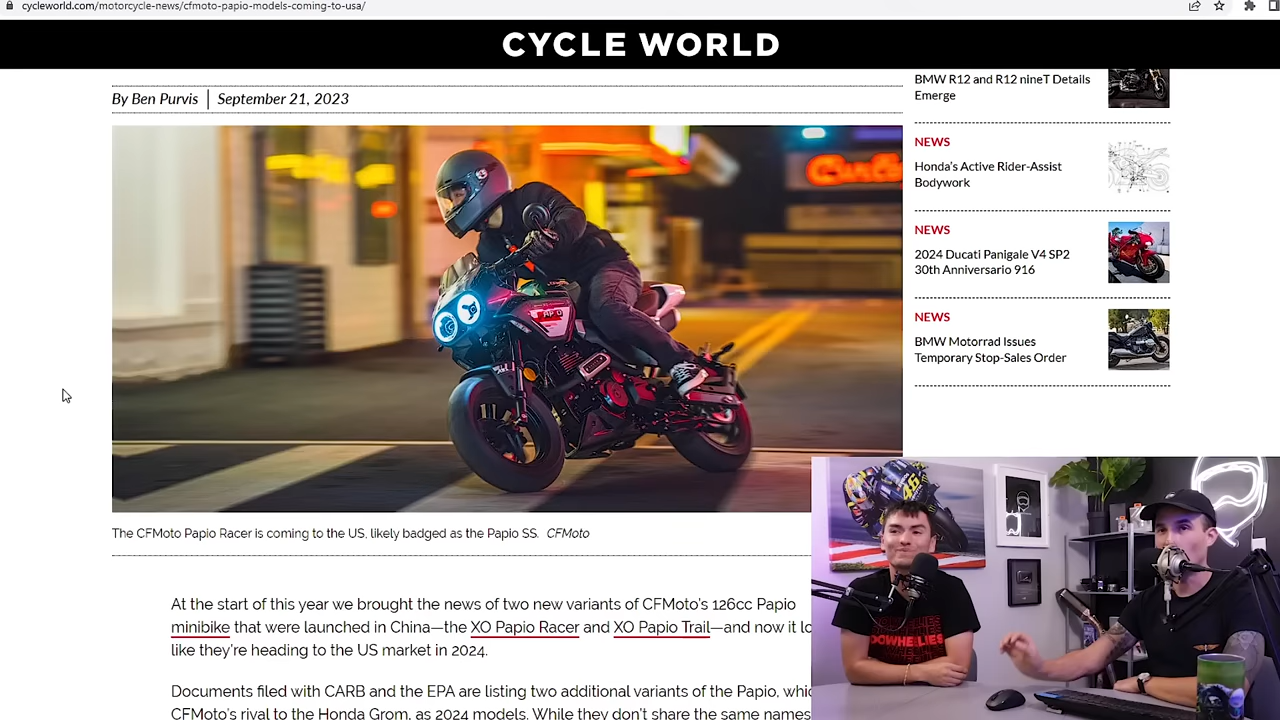 cycleworld.com/motorcycle-news/cfmoto-papio-models-coming-to-usa/
CYCLE WORLD
By Ben Purvis | September 21, 2023
The CFMoto Papio Racer is coming to the US, likely badged as the Papio SS. CFMoto
At the start of this year we brought the news of two new variants of CFMoto's 126cc Papio
minibike that were launched in China—the XO Papio Racer and XO Papio Trail—and now it lo
like they're heading to the US market in 2024.
Documents filed with CARB and the EPA are listing two additional variants of the Papio, whic
CFMoto's rival to the Honda Grom, as 2024 models. While they don't share the same names
BMW R12 and R12 nineT Details
Emerge
NEWS
Honda's Active Rider-Assist
Bodywork
NEWS
2024 Ducati Panigale V4 SP2
30th Anniversario 916
NEWS
BMW Motorrad Issues
Temporary Stop-Sales Order
46